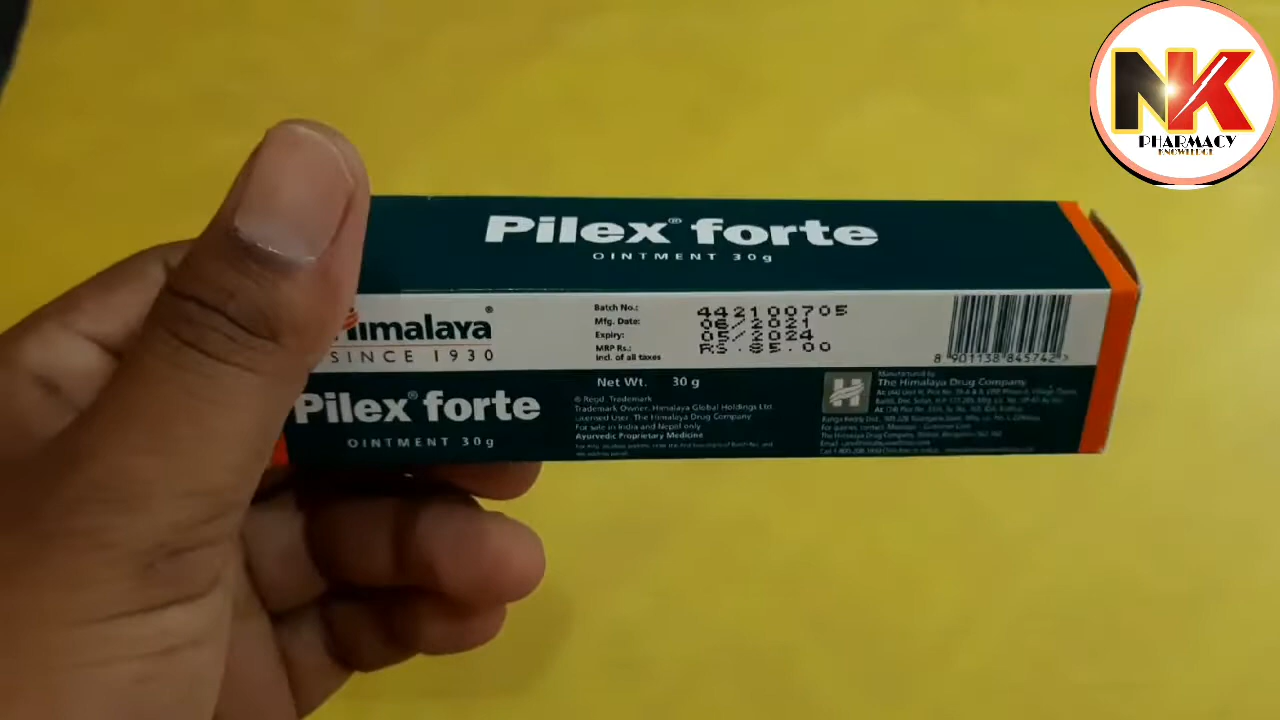 NK
PHARMACY
KNOWLEDGE
Pilex® forte
OINTMENT 30g
Himalaya®
SINCE 1930
Batch No.: 442100705
Mfg. Date: 06/2021
Expiry: 05/2024
MRP Rs.: RS.85.00
Incl. of all taxes
8 901138 845742 >
Pilex® forte
OINTMENT 30g
Net Wt. 30 g
® Regd. Trademark
Trademark Owner: Himalaya Global Holdings Ltd.
Licensed User: The Himalaya Drug Company
For sale in India and Nepal only
Ayurvedic Proprietary Medicine
Manufactured by
The Himalaya Drug Company